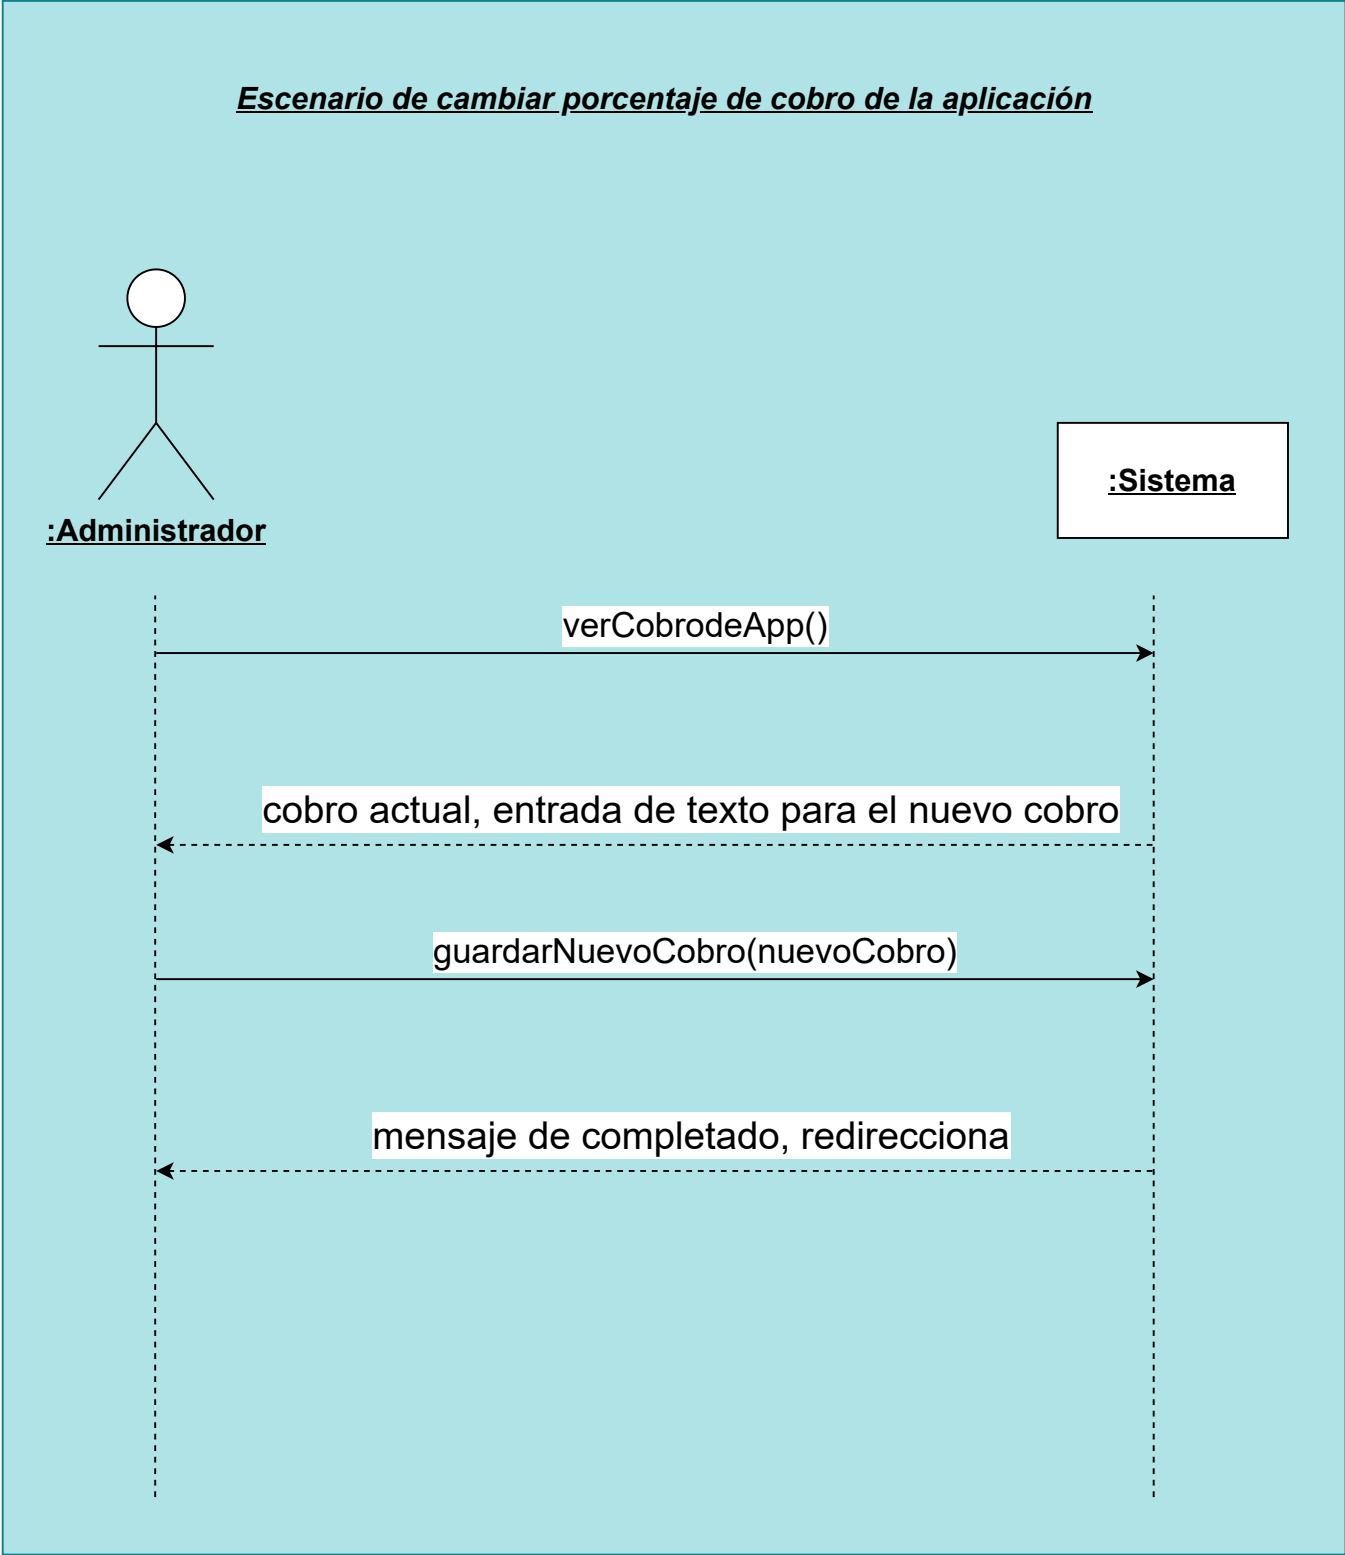 Escenario de cambiar porcentaje de cobro de la aplicación
:Sistema
:Administrador
verCobrodeApp()
cobro actual, entrada de texto para el nuevo cobro
guardarNuevoCobro(nuevoCobro)
mensaje de completado, redirecciona